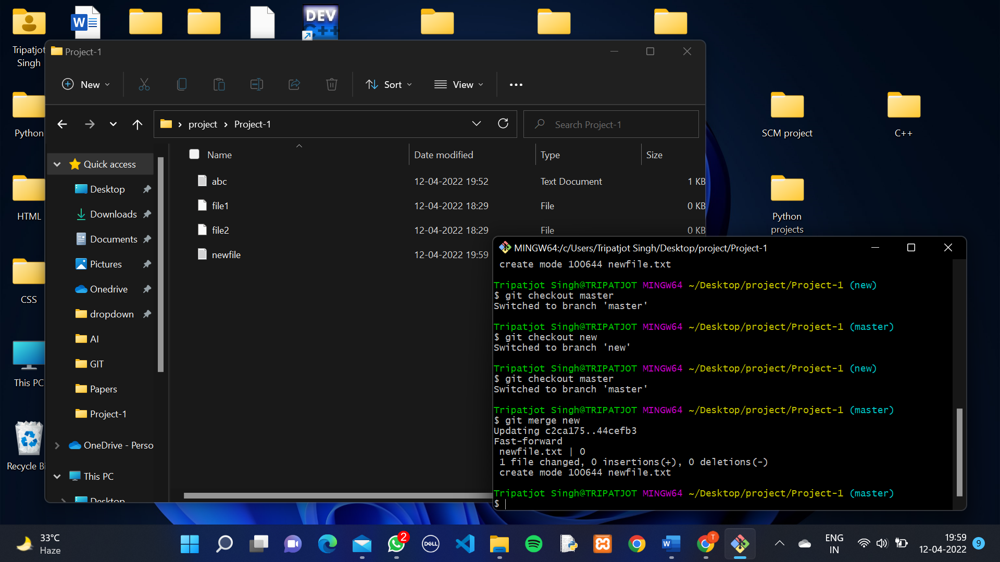 Tripatjot
Singh
W
DEV
C++
Project-1
New
Sort
View
project
Project-1
Search Project-1
Python
SCM project
C++
HTML
Python
projects
CSS
This PC
Recycle Bi
Quick access
Desktop
Downloads
Documents
Pictures
Onedrive
dropdown
AI
GIT
Papers
Project-1
OneDrive - Perso
This PC
Desktop
Name Date modified Type Size
abc 12-04-2022 19:52 Text Document 1 KB
file1 12-04-2022 18:29 File 0 KB
file2 12-04-2022 18:29 File 0 KB
newfile 12-04-2022 19:59
MINGW64:/c/Users/Tripatjot Singh/Desktop/project/Project-1
create mode 100644 newfile.txt
Tripatjot Singh@TRIPATJOT MINGW64 ~/Desktop/project/Project-1 (new)
$ git checkout master
Switched to branch 'master'
Tripatjot Singh@TRIPATJOT MINGW64 ~/Desktop/project/Project-1 (master)
$ git checkout new
Switched to branch 'new'
Tripatjot Singh@TRIPATJOT MINGW64 ~/Desktop/project/Project-1 (new)
$ git checkout master
Switched to branch 'master'
Tripatjot Singh@TRIPATJOT MINGW64 ~/Desktop/project/Project-1 (master)
$ git merge new
Updating c2ca175..44cefb3
Fast-forward
newfile.txt | 0
1 file changed, 0 insertions(+), 0 deletions(-)
create mode 100644 newfile.txt
Tripatjot Singh@TRIPATJOT MINGW64 ~/Desktop/project/Project-1 (master)
$
33°C
Haze
2
DELL
W
T
ENG
IN
19:59
12-04-2022
9